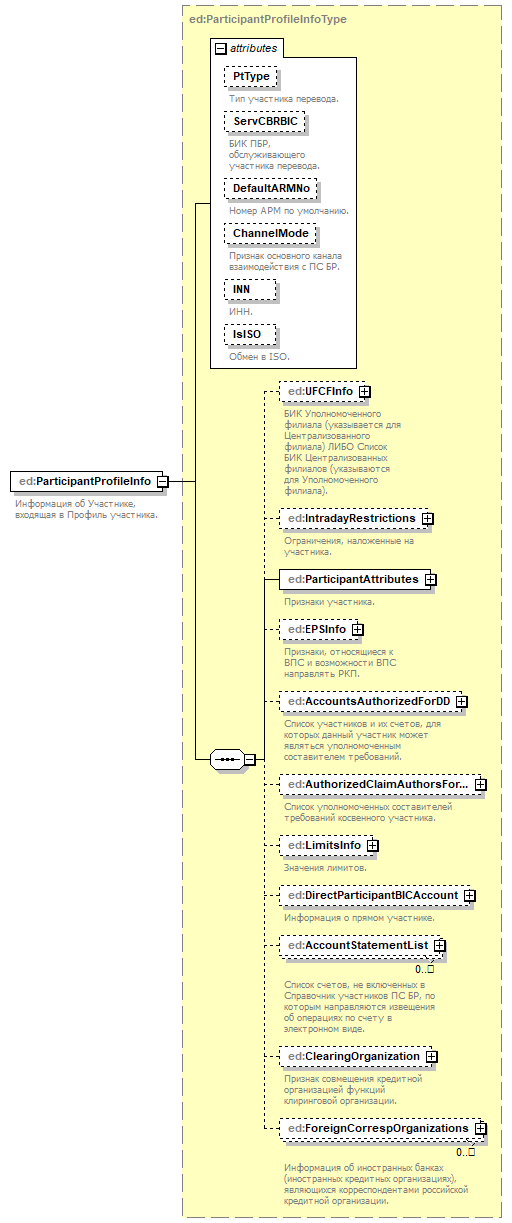 ed:ParticipantProfileInfoType
attributes
PtType
Тип участника перевода.
ServCBRBIC
БИК ПБР,
обслуживающего
участника перевода.
DefaultARMNo
Номер АРМ по умолчанию.
ChannelMode
Признак основного канала
взаимодействия с ПС БР.
INN
ИНН.
IsISO
Обмен в ISO.
ed:ParticipantProfileInfo
Информация об Участнике,
входящая в Профиль участника.
ed:UFCFInfo
БИК Уполномоченного
филиала (указывается для
Централизованного
филиала) ЛИБО Список
БИК Централизованных
филиалов (указываются
для Уполномоченного
филиала).
ed:IntradayRestrictions
Ограничения, наложенные на
участника.
ed:ParticipantAttributes
Признаки участника.
ed:EPSInfo
Признаки, относящиеся к
ВПС и возможности ВПС
направлять РКП.
ed:AccountsAuthorizedForDD
Список участников и их счетов, для
которых данный участник может
являться уполномоченным
составителем требований.
ed:AuthorizedClaimAuthorsFor...
Список уполномоченных составителей
требований косвенного участника.
ed:LimitsInfo
Значения лимитов.
ed:DirectParticipantBICAccount
Информация о прямом участнике.
ed:AccountStatementList
0..
Список счетов, не включенных в
Справочник участников ПС БР, по
которым направляются извещения
об операциях по счету в
электронном виде.
ed:ClearingOrganization
Признак совмещения кредитной
организацией функций
клиринговой организации.
ed:ForeignCorrespOrganizations
0..
Информация об иностранных банках
(иностранных кредитных организациях),
являющихся корреспондентами российской
кредитной организации.